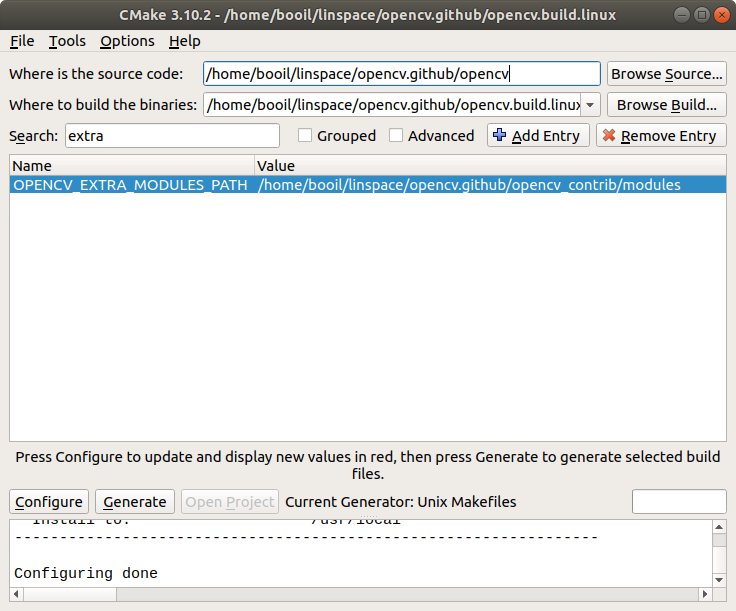 CMake 3.10.2 - /home/booil/linspace/opencv.github/opencv.build.linux
File Tools Options Help
Where is the source code: /home/booil/linspace/opencv.github/opencv Browse Source...
Where to build the binaries: /home/booil/linspace/opencv.github/opencv.build.linux Browse Build...
Search: extra Grouped Advanced Add Entry Remove Entry
Name Value
OPENCV_EXTRA_MODULES_PATH /home/booil/linspace/opencv.github/opencv_contrib/modules
Press Configure to update and display new values in red, then press Generate to generate selected build
files.
Configure Generate Open Project Current Generator: Unix Makefiles
Install to: /usr/local
-----------------------------------------------------------------
Configuring done